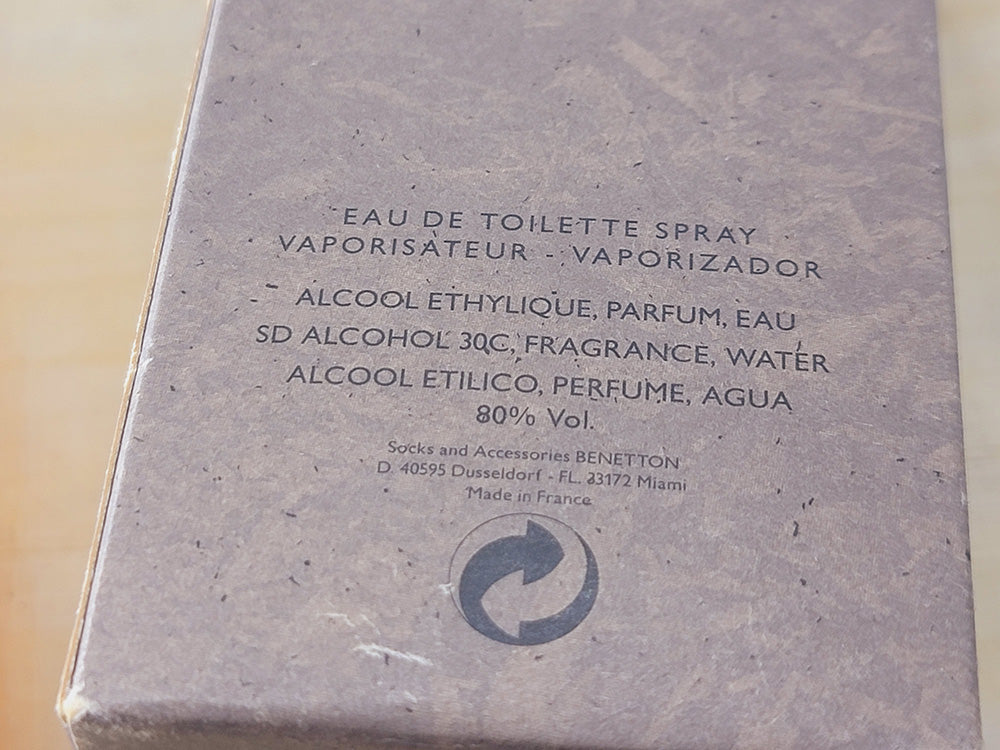 EAU DE TOILETTE SPRAY
VAPORISATEUR - VAPORIZADOR
ALCOOL ETHYLIQUE, PARFUM, EAU
SD ALCOHOL 30C, FRAGRANCE, WATER
ALCOOL ETILICO, PERFUME, AGUA
80% Vol.
Socks and Accessories BENETTON
D. 40595 Dusseldorf - FL. 33172 Miami
Made in France